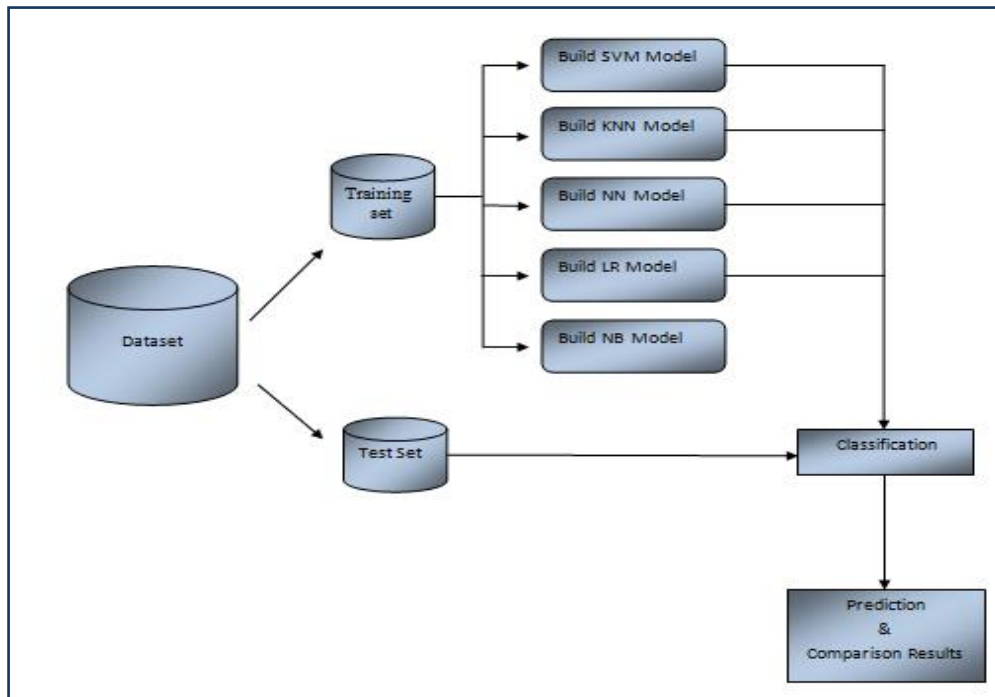 Build SVM Model
Build KNN Model
Build NN Model
Build LR Model
Build NB Model
Training
set
Dataset
Test Set
Classification
Prediction
&
Comparison Results